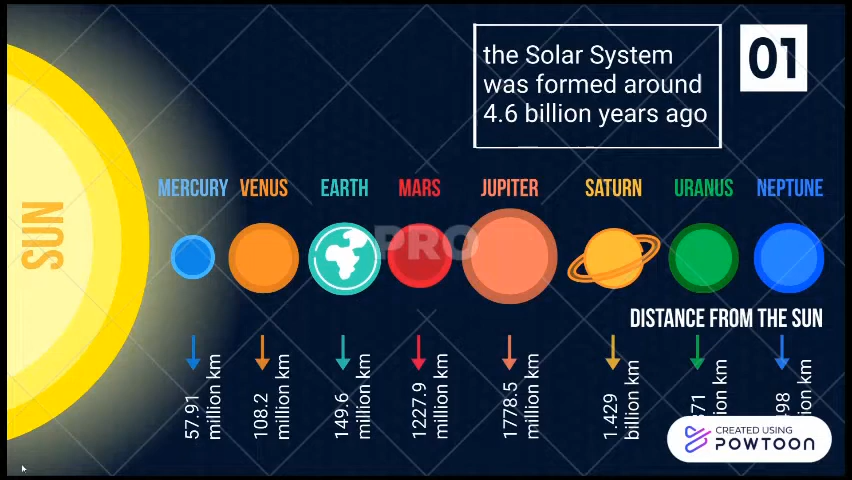 the Solar System
was formed around
4.6 billion years ago
01
SUN
MERCURY
VENUS
EARTH
MARS
JUPITER
SATURN
URANUS
NEPTUNE
PRO
DISTANCE FROM THE SUN
57.91
million km
108.2
million km
149.6
million km
1227.9
million km
1778.5
million km
1.429
billion km
km
km
CREATED USING
POWTOON